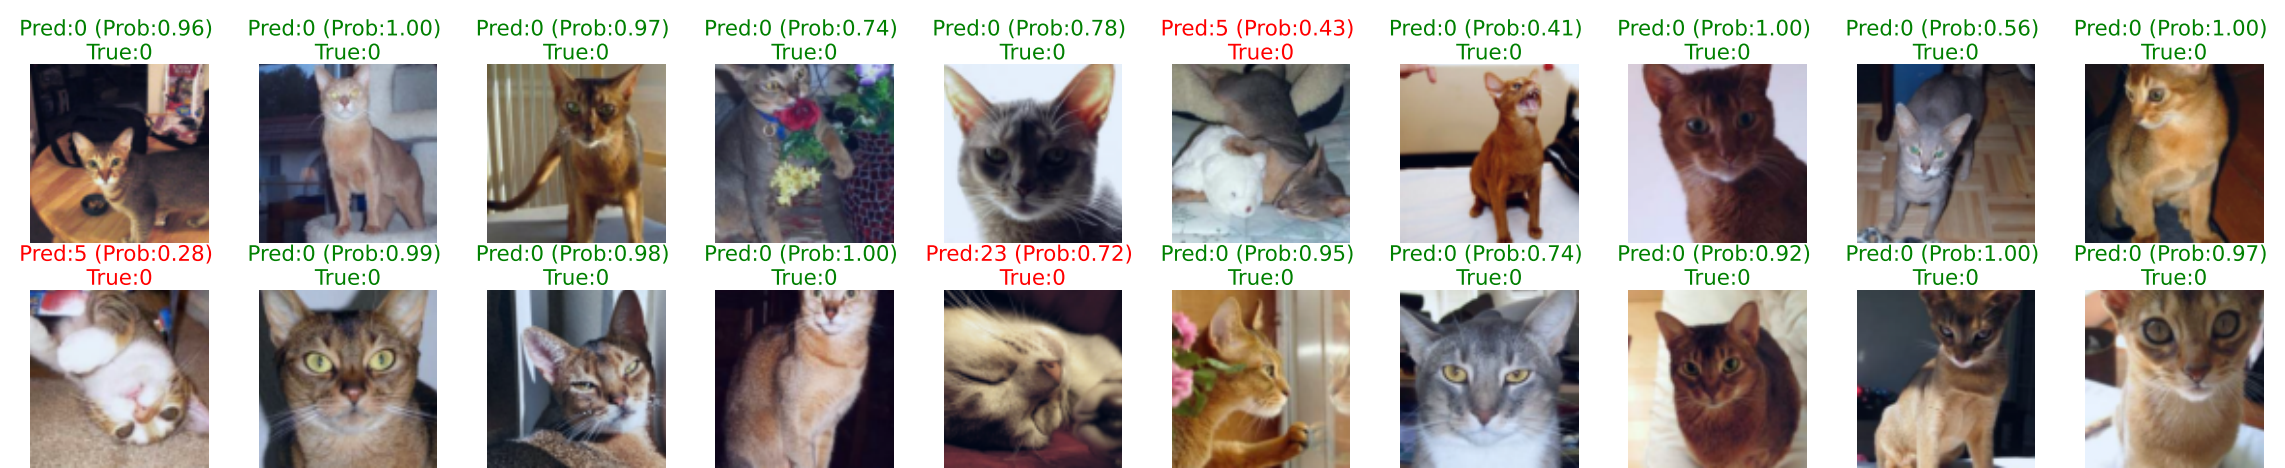 Pred:0 (Prob:0.96)
True:0
Pred:0 (Prob:1.00)
True:0
Pred:0 (Prob:0.97)
True:0
Pred:0 (Prob:0.74)
True:0
Pred:0 (Prob:0.78)
True:0
Pred:5 (Prob:0.43)
True:0
Pred:0 (Prob:0.41)
True:0
Pred:0 (Prob:1.00)
True:0
Pred:0 (Prob:0.56)
True:0
Pred:0 (Prob:1.00)
True:0
Pred:5 (Prob:0.28)
True:0
Pred:0 (Prob:0.99)
True:0
Pred:0 (Prob:0.98)
True:0
Pred:0 (Prob:1.00)
True:0
Pred:23 (Prob:0.72)
True:0
Pred:0 (Prob:0.95)
True:0
Pred:0 (Prob:0.74)
True:0
Pred:0 (Prob:0.92)
True:0
Pred:0 (Prob:1.00)
True:0
Pred:0 (Prob:0.97)
True:0